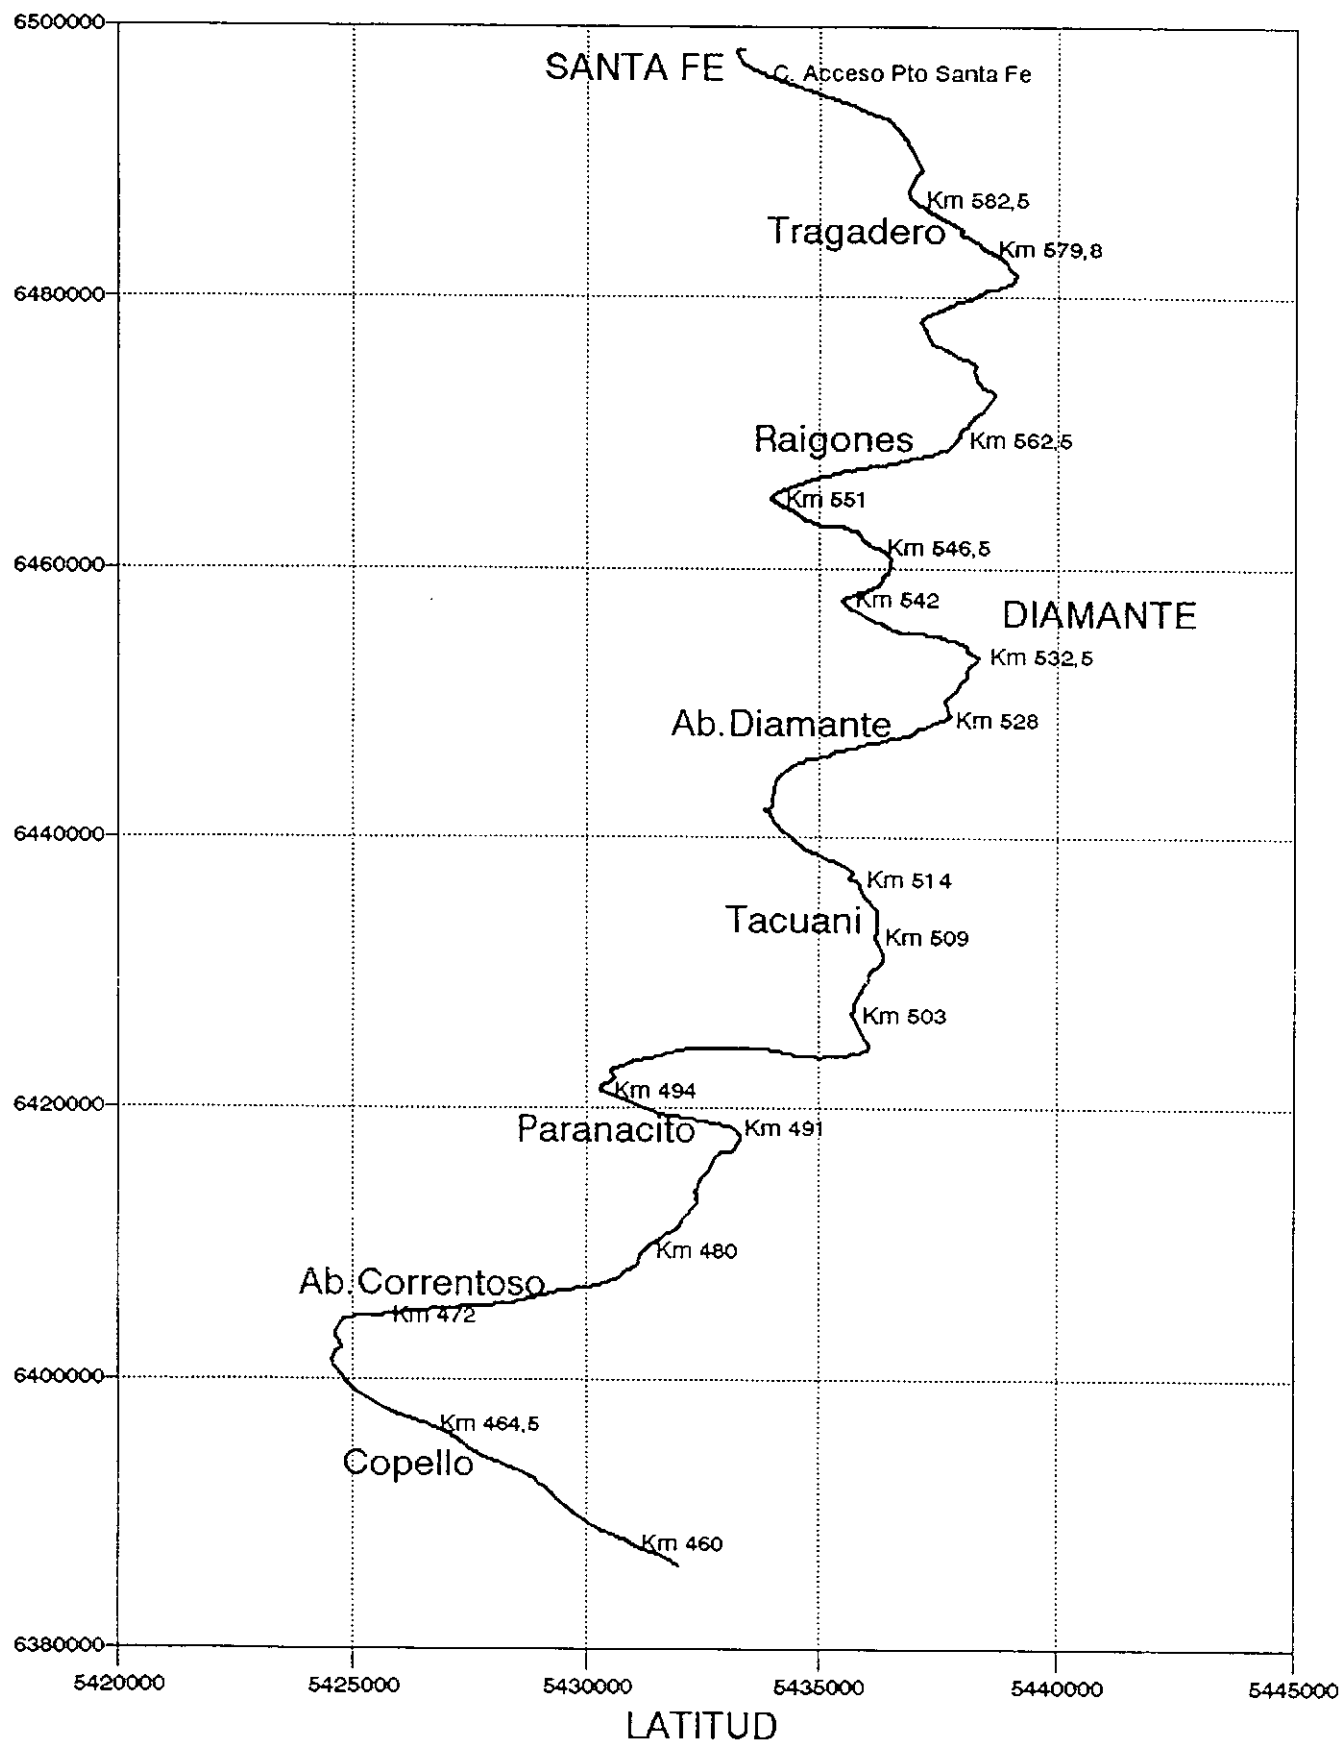 6500000
SANTA FE
C. Acceso Pto Santa Fe
Km 582,5
Tragadero
Km 579,8
6480000
Raigones
Km 562,5
Km 551
Km 546,5
6460000
Km 542
DIAMANTE
Km 532,5
Ab.Diamante
Km 528
6440000
Km 514
Tacuani
Km 509
Km 503
Km 494
6420000
Paranacito
Km 491
Km 480
Ab.Correntoso
Km 472
6400000
Km 464,5
Copello
Km 460
6380000
5420000 5425000 5430000 5435000 5440000 5445000
LATITUD